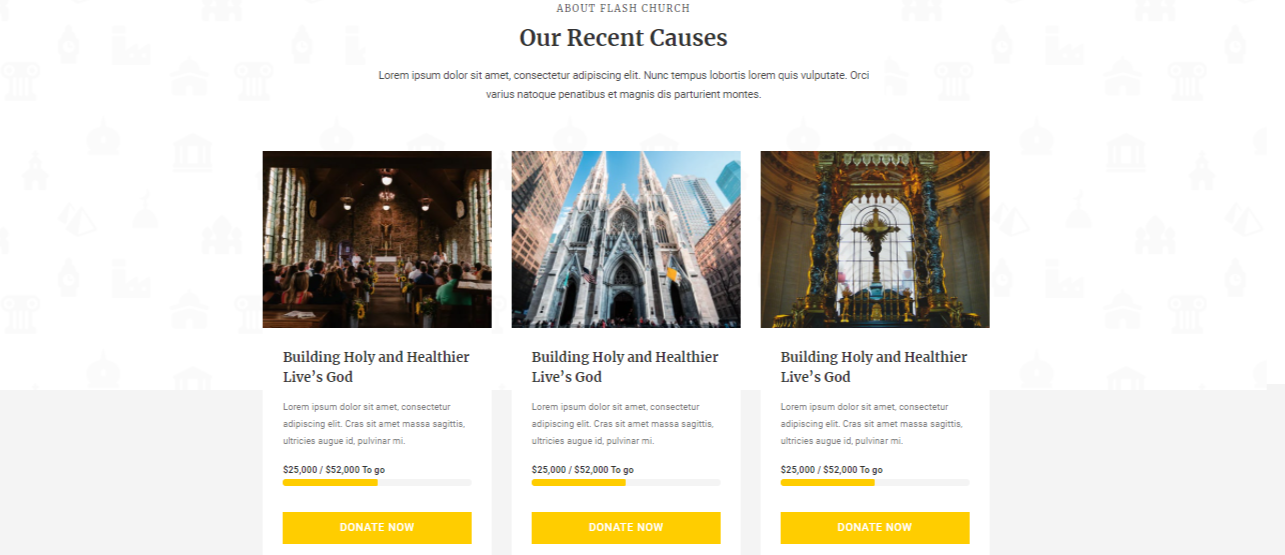 ABOUT FLASH CHURCH
Our Recent Causes
Lorem ipsum dolor sit amet, consectetur adipiscing elit. Nunc tempus lobortis lorem quis vulputate. Orci
varius natoque penatibus et magnis dis parturient montes.
Building Holy and Healthier
Live's God
Lorem ipsum dolor sit amet, consectetur
adipiscing elit. Cras sit amet massa sagittis,
ultricies augue id, pulvinar mi.
$25,000 / $52,000 To go
DONATE NOW
Building Holy and Healthier
Live's God
Lorem ipsum dolor sit amet, consectetur
adipiscing elit. Cras sit amet massa sagittis,
ultricies augue id, pulvinar mi.
$25,000 / $52,000 To go
DONATE NOW
Building Holy and Healthier
Live's God
Lorem ipsum dolor sit amet, consectetur
adipiscing elit. Cras sit amet massa sagittis,
ultricies augue id, pulvinar mi.
$25,000 / $52,000 To go
DONATE NOW